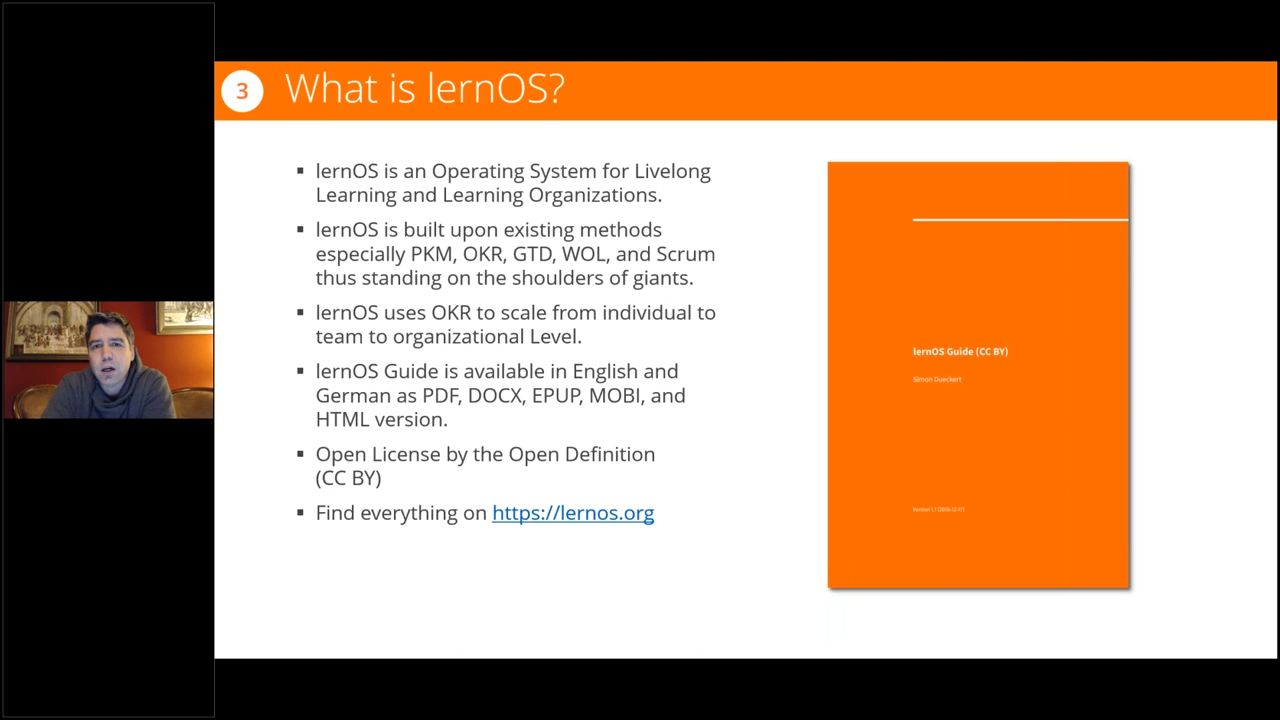 3 What is lernOS?
lernOS is an Operating System for Livelong
Learning and Learning Organizations.
lernOS is built upon existing methods
especially PKM, OKR, GTD, WOL, and Scrum
thus standing on the shoulders of giants.
lernOS uses OKR to scale from individual to
team to organizational Level.
lernOS Guide is available in English and
German as PDF, DOCX, EPUP, MOBI, and
HTML version.
Open License by the Open Definition
(CC BY)
Find everything on https://lernos.org
lernOS Guide (CC BY)
Simon Dueckert
Version 1.1